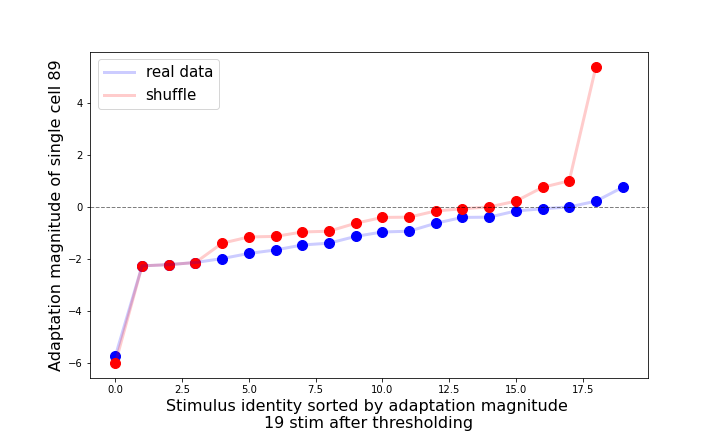 real data
shuffle
Adaptation magnitude of single cell 89
4
2
0
−2
−4
−6
0.0 2.5 5.0 7.5 10.0 12.5 15.0 17.5
Stimulus identity sorted by adaptation magnitude
19 stim after thresholding